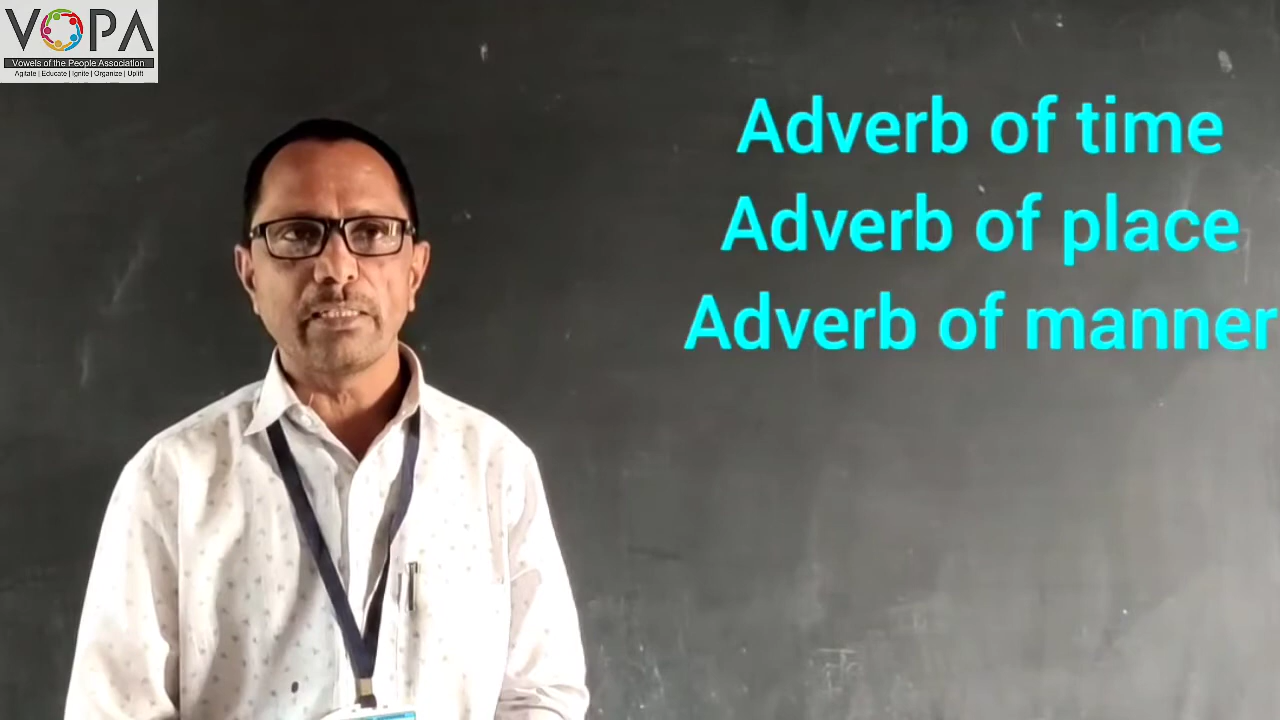 VOPA
Vowels of the People Association
Agitate | Educate | Ignite | Organize | Uplift
Adverb of time
Adverb of place
Adverb of manner